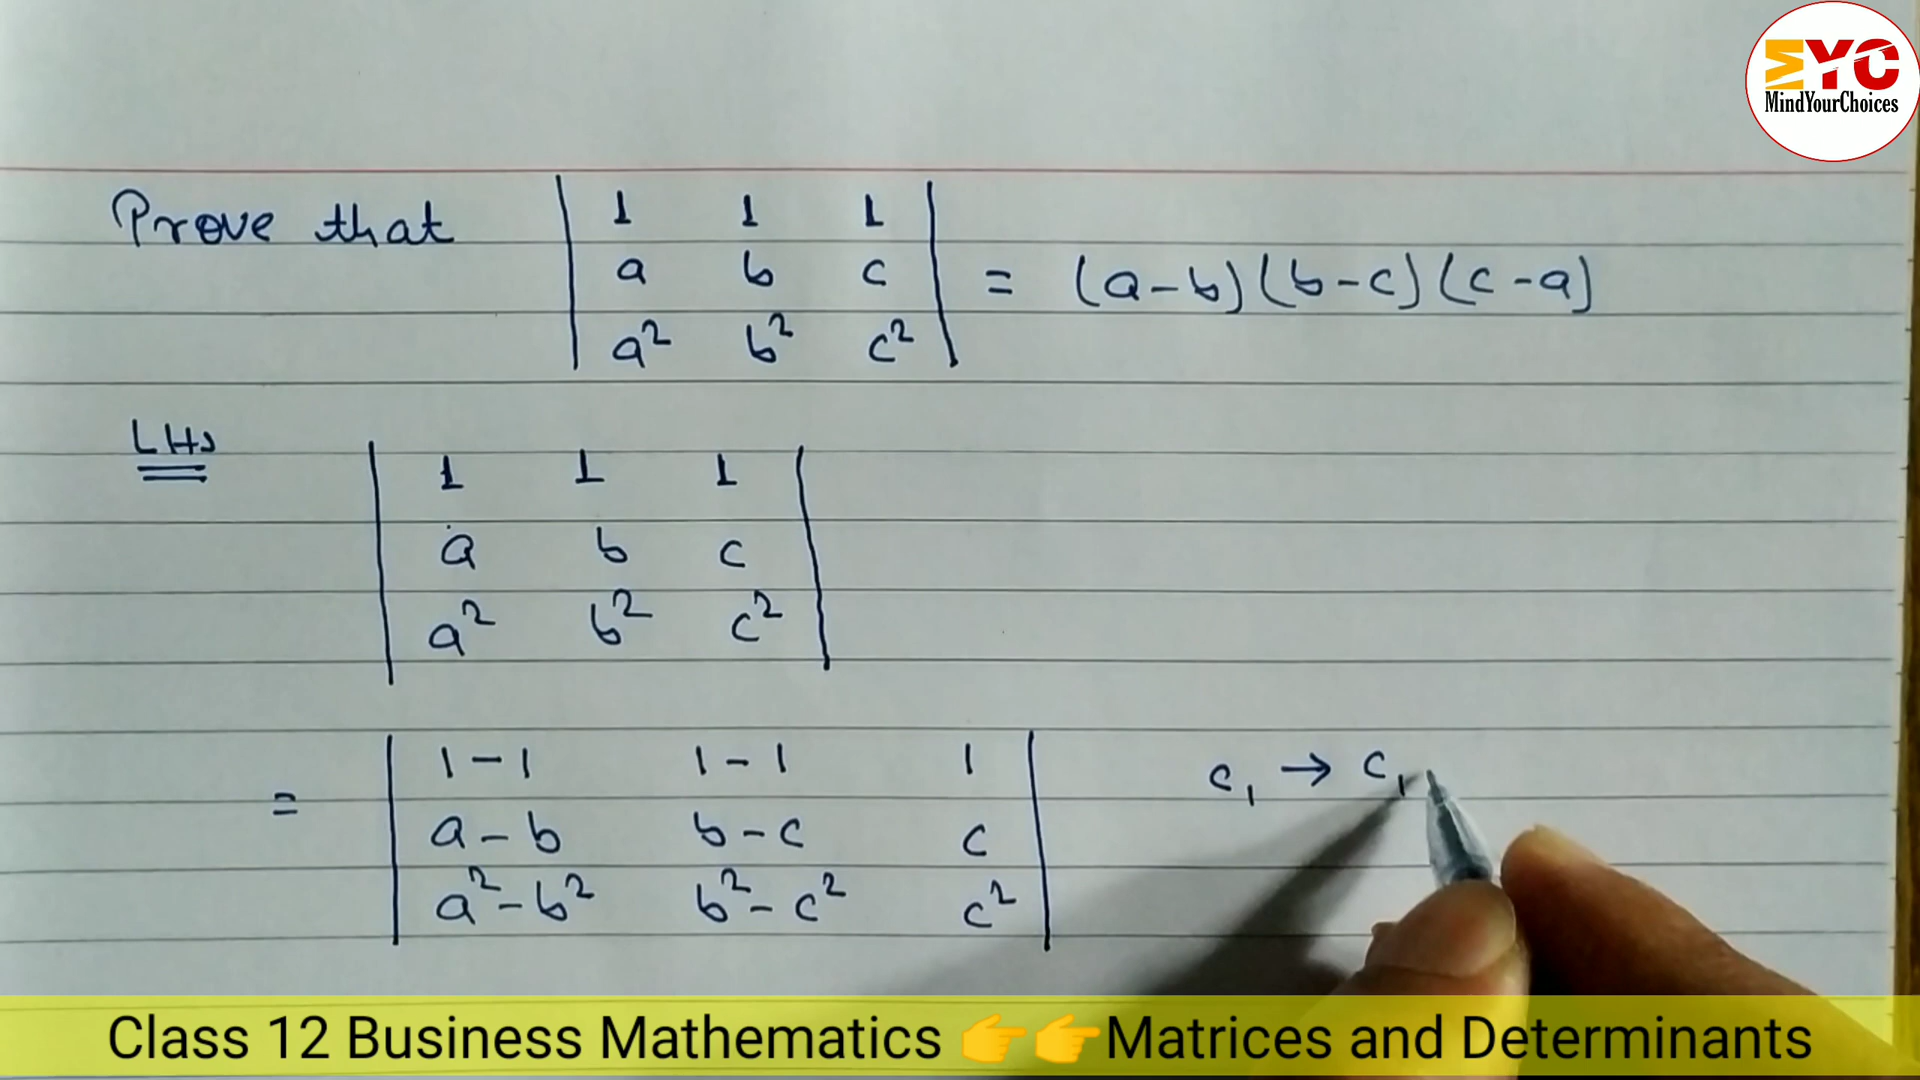 MYC
MindYourChoices
Prove that | 1 1 1 |
| a b c | = (a-b)(b-c)(c-a)
| a² b² c² |
LHS
| 1 1 1 |
| a b c |
| a² b² c² |
= | 1-1 1-1 1 | c₁ → c₁
| a-b b-c c |
| a²-b² b²-c² c² |
Class 12 Business Mathematics 👉👉Matrices and Determinants